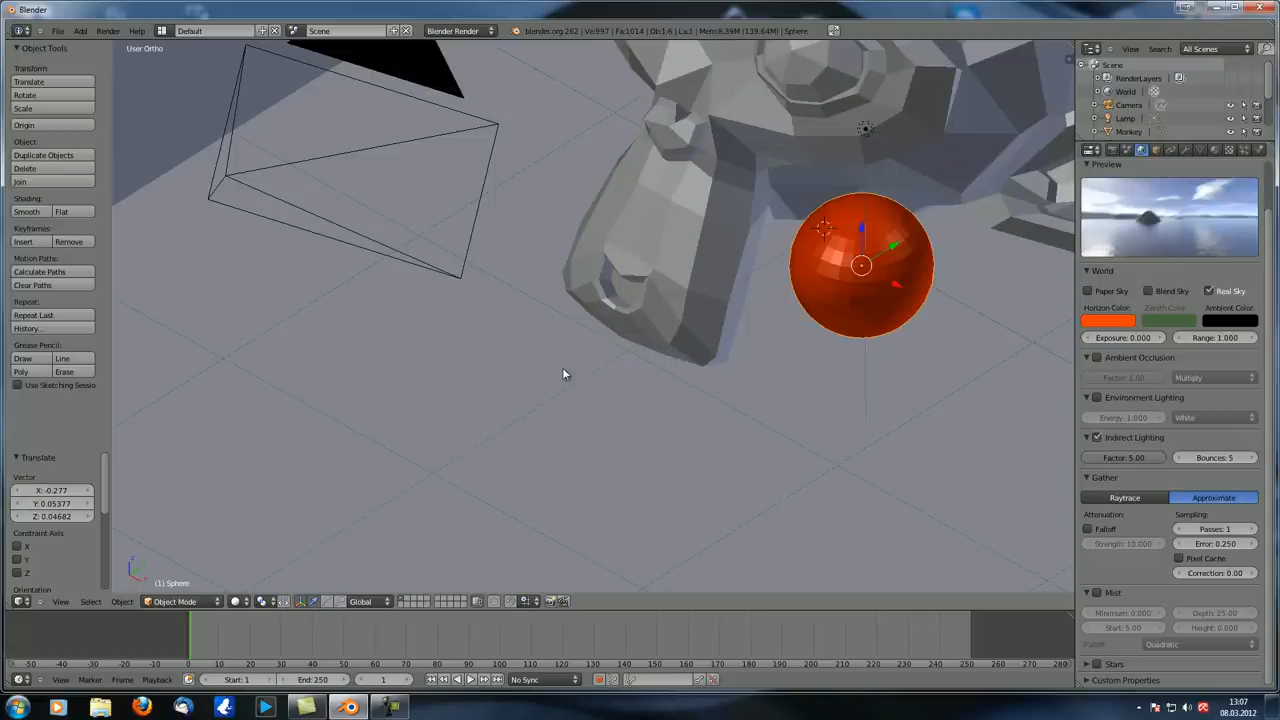 Blender
File Add Render Help
Default
Scene
Blender Render
blender.org 262 | Ve:997 | Fa:1014 | Ob:1-6 | La:1 | Mem:8.39M (139.64M) | Sphere
Object Tools
Transform:
Translate
Rotate
Scale
Origin
Object:
Duplicate Objects
Delete
Join
Shading:
Smooth Flat
Keyframes:
Insert Remove
Motion Paths:
Calculate Paths
Clear Paths
Repeat:
Repeat Last
History...
Grease Pencil:
Draw Line
Poly Erase
Use Sketching Sessio
Translate
Vector
X: -0.277
Y: 0.05377
Z: 0.04682
Constraint Axis
X
Y
Z
Orientation
User Ortho
(1) Sphere
View Select Object Object Mode Global
View Search All Scenes
Scene
RenderLayers
World
Camera
Lamp
Monkey
Preview
World
Paper Sky Blend Sky Real Sky
Horizon Color: Zenith Color: Ambient Color:
Exposure: 0.000 Range: 1.000
Ambient Occlusion
Factor: 1.00 Multiply
Environment Lighting
Energy: 1.000 White
Indirect Lighting
Factor: 5.00 Bounces: 5
Gather
Raytrace Approximate
Attenuation: Sampling:
Falloff Passes: 1
Strength: 10.000 Error: 0.250
Pixel Cache
Correction: 0.00
Mist
Minimum: 0.000 Depth: 25.00
Start: 5.00 Height: 0.000
Falloff: Quadratic
Stars
Custom Properties
-50 -40 -30 -20 -10 0 10 20 30 40 50 60 70 80 90 100 110 120 130 140 150 160 170 180 190 200 210 220 230 240 250 260 270 280
View Marker Frame Playback Start: 1 End: 250 1 No Sync
13:07
08.03.2012